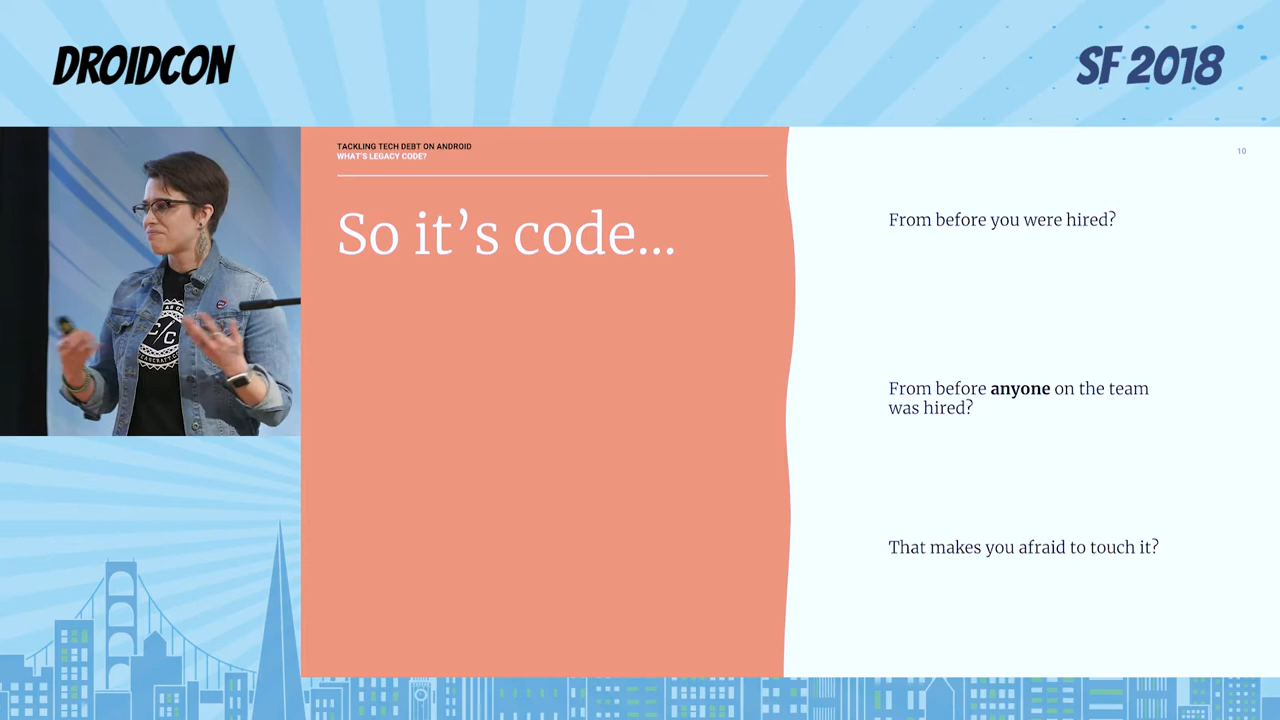 DROIDCON
SF 2018
TACKLING TECH DEBT ON ANDROID
WHAT'S LEGACY CODE?
10
So it’s code...
From before you were hired?
From before anyone on the team
was hired?
That makes you afraid to touch it?
C/C